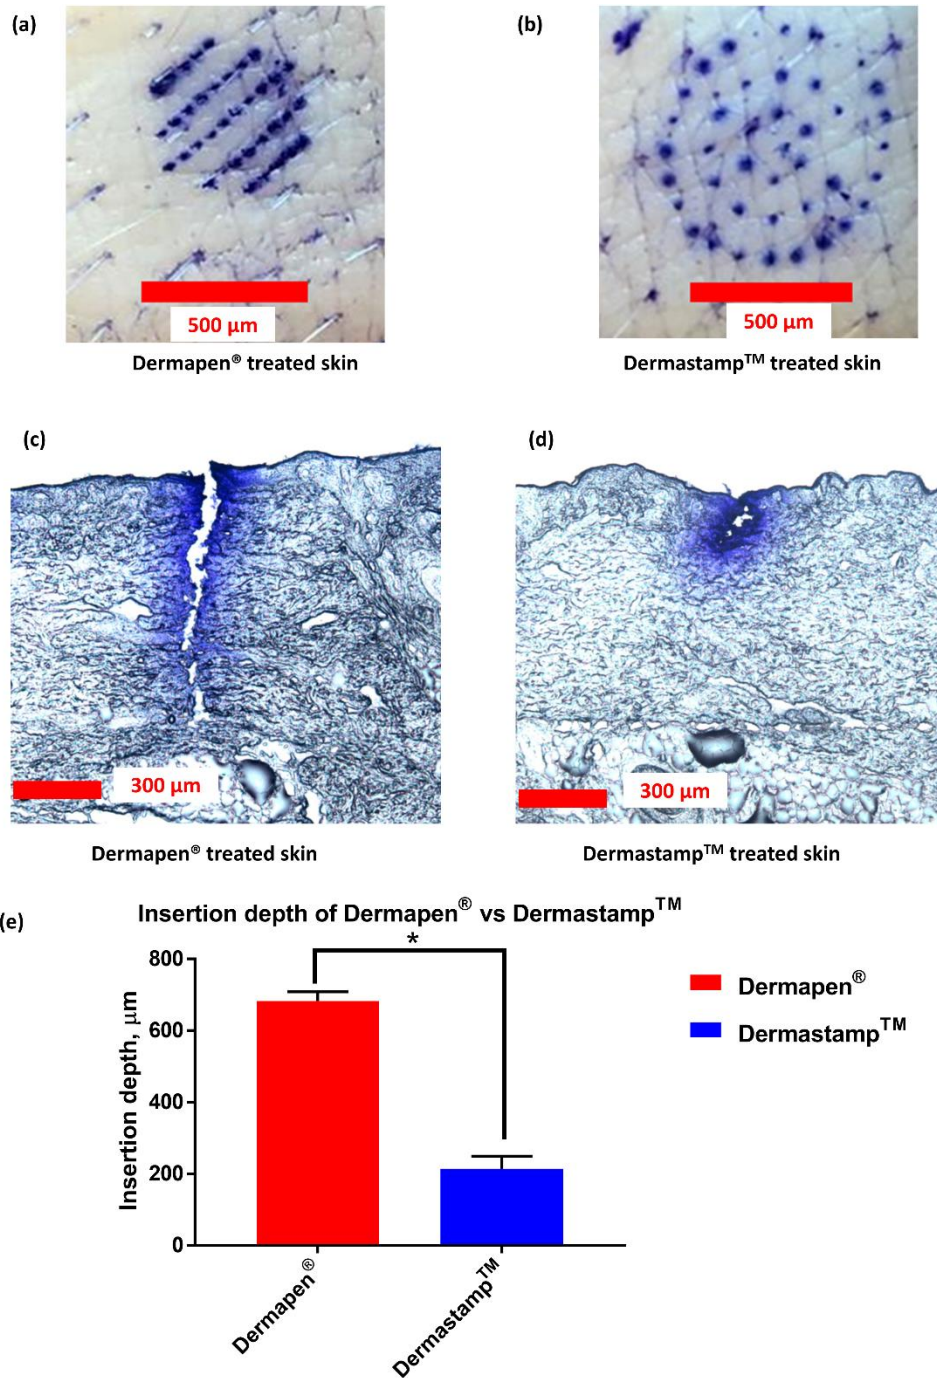 (a)
(b)
500 µm
500 µm
Dermapen® treated skin
Dermastamp™ treated skin
(c)
(d)
300 µm
300 µm
Dermapen® treated skin
Dermastamp™ treated skin
(e)
Insertion depth of Dermapen® vs Dermastamp™
*
800
600
400
200
0
Insertion depth, µm
Dermapen®
Dermastamp™
Dermapen®
Dermastamp™